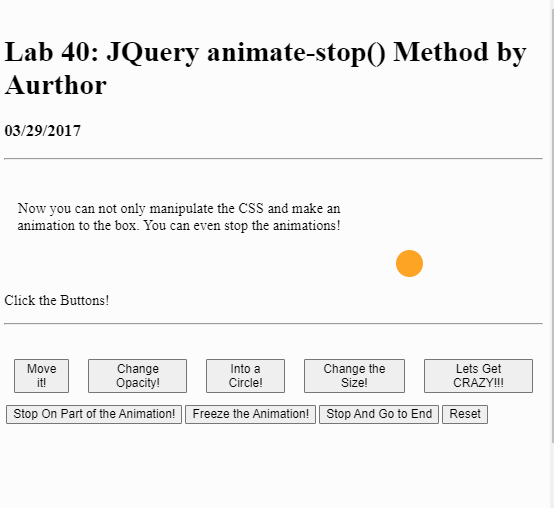 Lab 40: JQuery animate-stop() Method by
Aurthor
03/29/2017
Now you can not only manipulate the CSS and make an
animation to the box. You can even stop the animations!
Click the Buttons!
Move
it!
Change
Opacity!
Into a
Circle!
Change the
Size!
Lets Get
CRAZY!!!
Stop On Part of the Animation!
Freeze the Animation!
Stop And Go to End
Reset